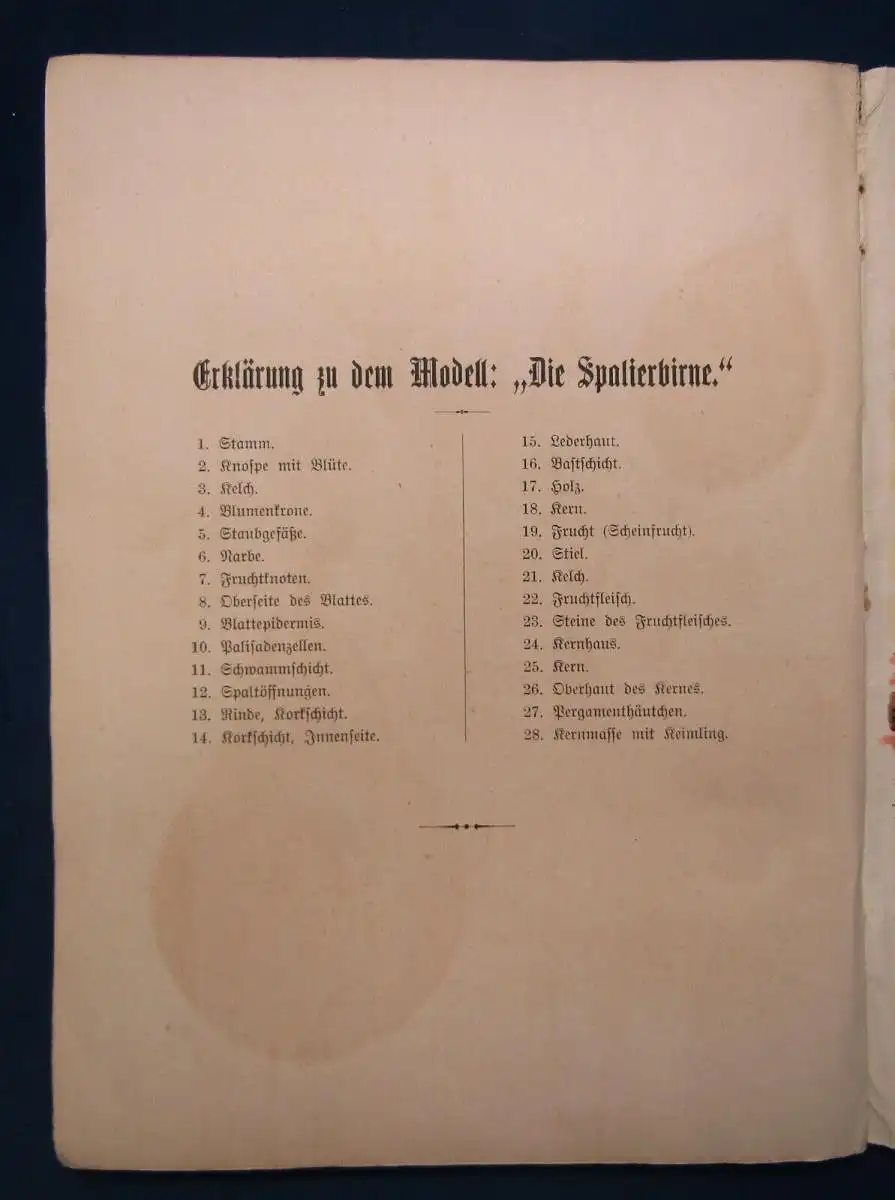 Erklärung zu dem Modell: „Die Spalierbirne.“
1. Stamm.
2. Knospe mit Blüte.
3. Kelch.
4. Blumenkrone.
5. Staubgefäße.
6. Narbe.
7. Fruchtknoten.
8. Oberseite des Blattes.
9. Blattepidermis.
10. Palisadenzellen.
11. Schwammschicht.
12. Spaltöffnungen.
13. Rinde, Korkschicht.
14. Korkschicht, Innenseite.
15. Lederhaut.
16. Bastschicht.
17. Holz.
18. Kern.
19. Frucht (Scheinfrucht).
20. Stiel.
21. Kelch.
22. Fruchtfleisch.
23. Steine des Fruchtfleisches.
24. Kernhaus.
25. Kern.
26. Oberhaut des Kernes.
27. Pergamenthäutchen.
28. Kernmasse mit Keimling.